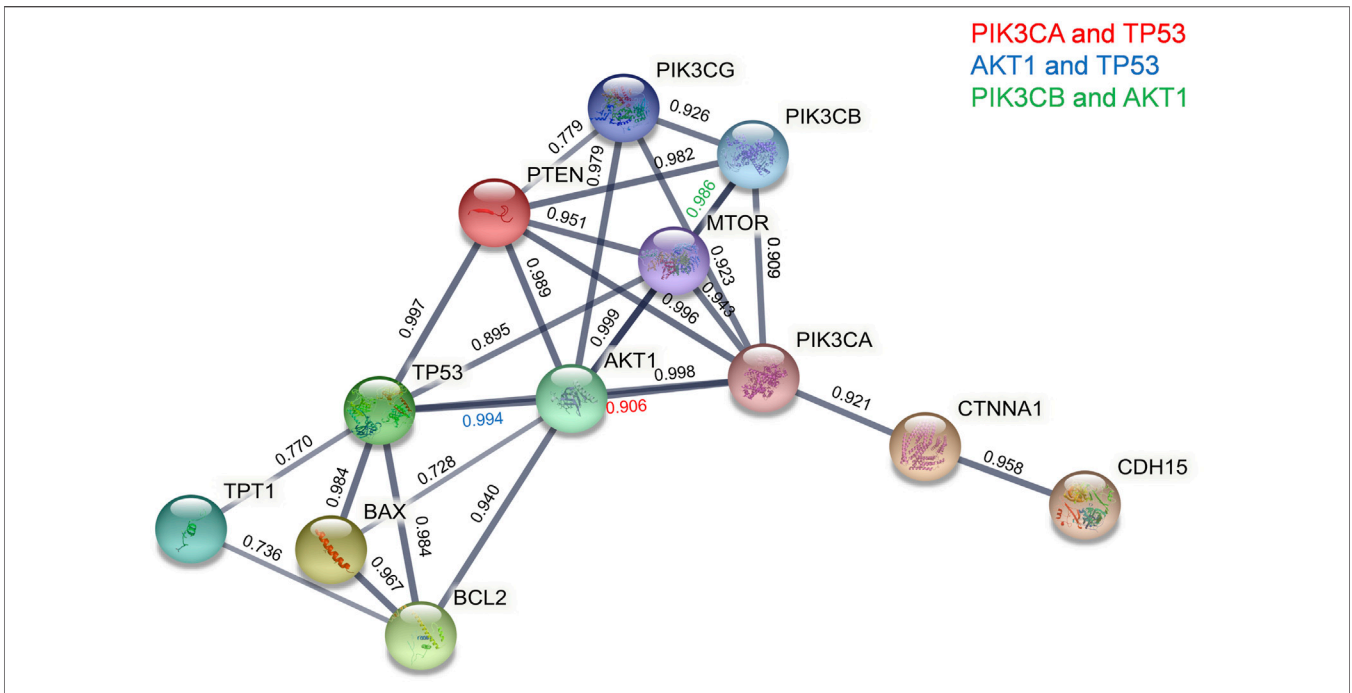 PIK3CA and TP53
AKT1 and TP53
PIK3CB and AKT1
PIK3CG
PIK3CB
0.926
0.779
0.979
0.982
PTEN
0.986
0.951
MTOR
0.909
0.923
0.989
0.943
0.996
0.997
0.895
0.999
PIK3CA
AKT1
TP53
0.998
0.906
0.994
0.921
CTNNA1
0.770
0.728
0.958
CDH15
0.984
TPT1
BAX
0.940
0.984
0.736
0.967
BCL2